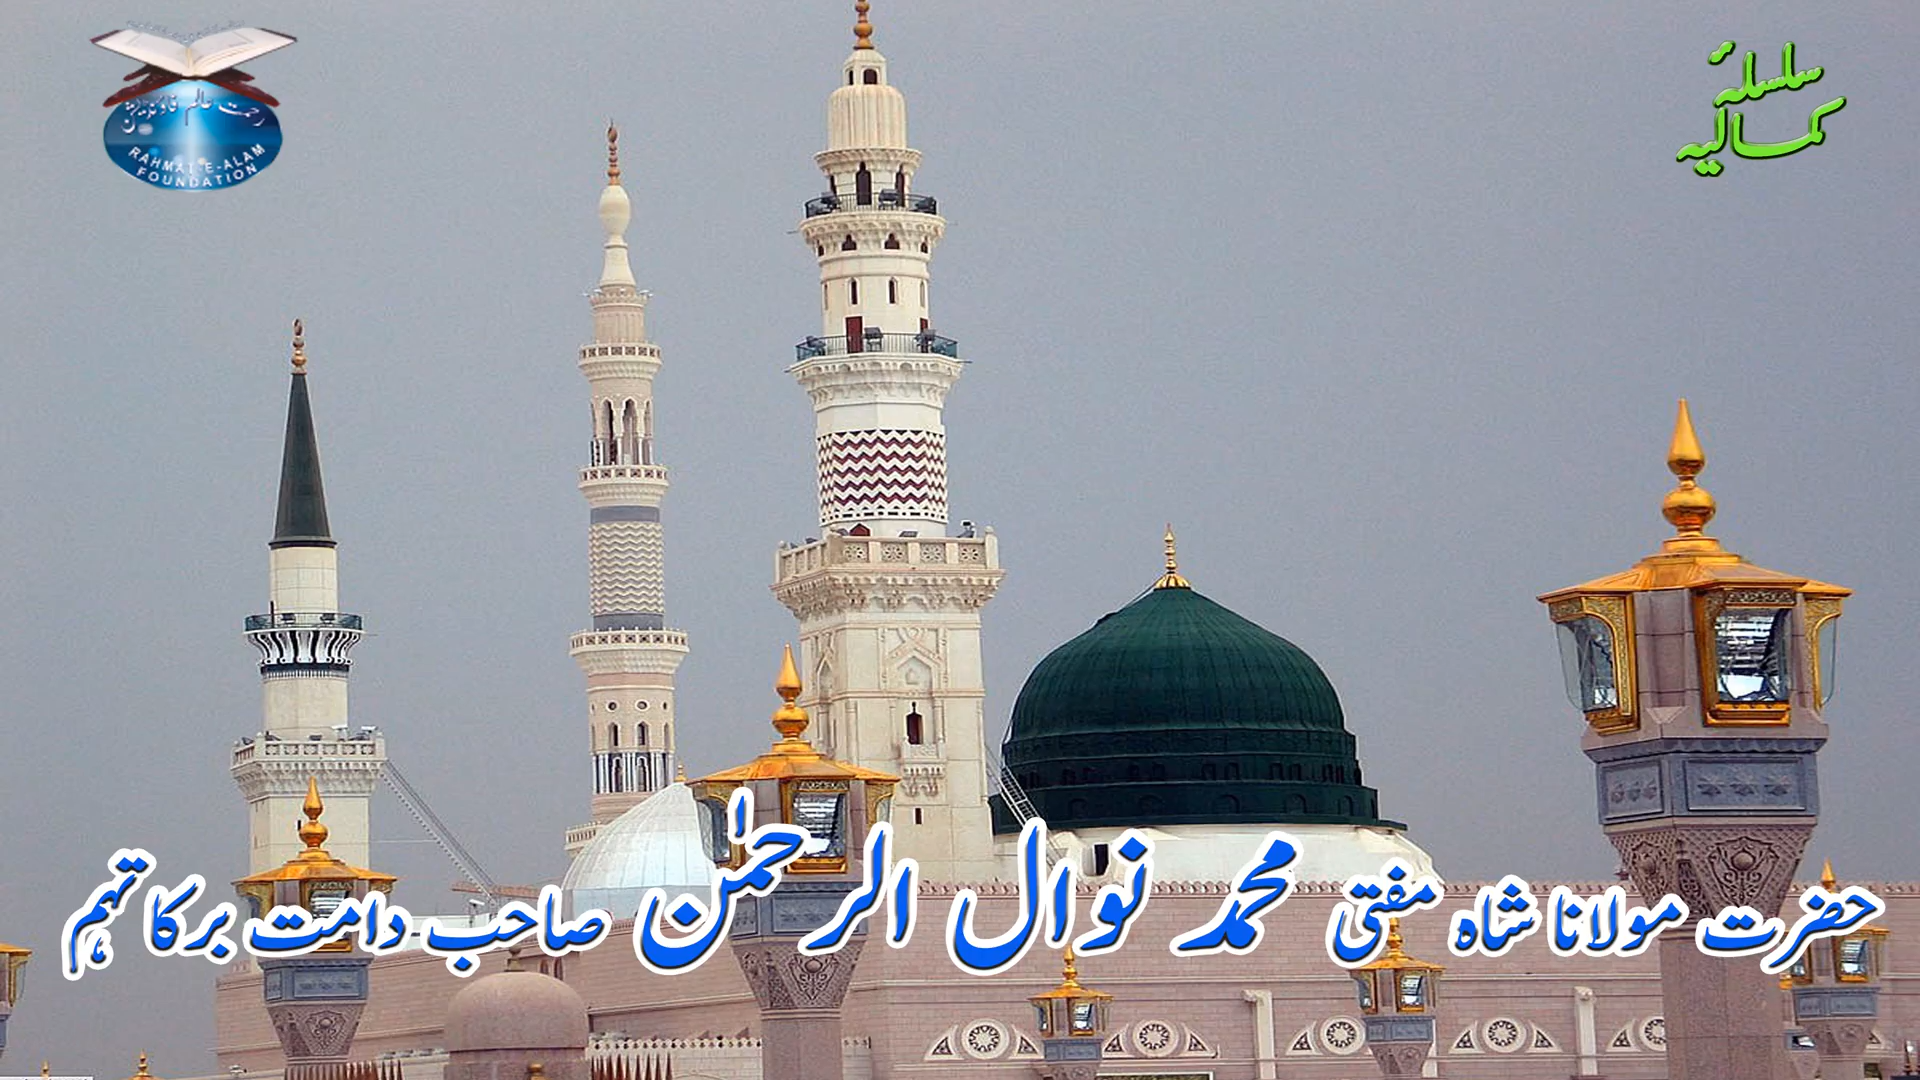 رحمت عالم فاؤنڈیشن
RAHMAT-E-ALAM
FOUNDATION
سلسلۂ
کمالیہ
حضرت مولانا شاہ مفتی محمد نوال الرحمٰن صاحب دامت برکاتہم